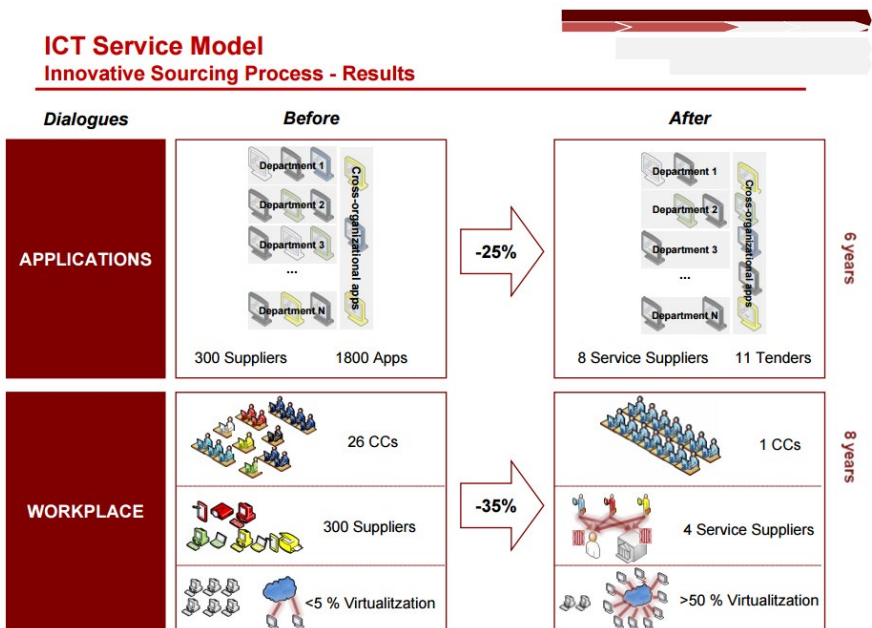 ICT Service Model
Innovative Sourcing Process - Results
Dialogues
Before
After
APPLICATIONS
Department 1
Department 2
Department 3
...
Department N
Cross-organizational apps
300 Suppliers
1800 Apps
-25%
Department 1
Department 2
Department 3
...
Department N
Cross-organizational apps
8 Service Suppliers
11 Tenders
6 years
WORKPLACE
26 CCs
300 Suppliers
<5 % Virtualitzation
-35%
1 CCs
4 Service Suppliers
>50 % Virtualitzation
8 years